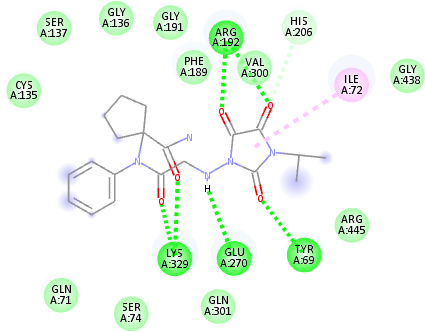 SER
A:137
GLY
A:136
GLY
A:191
ARG
A:192
HIS
A:206
PHE
A:189
VAL
A:300
ILE
A:72
GLY
A:438
CYS
A:135
N
O
O
N
O
O
N
H
N
N
O
ARG
A:445
LYS
A:329
GLU
A:270
TYR
A:69
GLN
A:71
SER
A:74
GLN
A:301